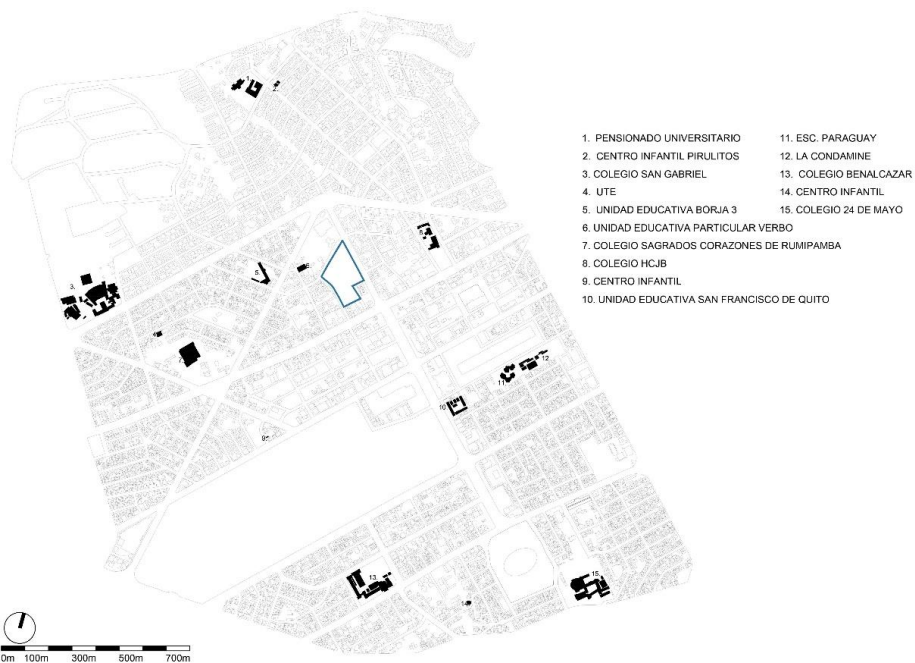 1. PENSIONADO UNIVERSITARIO
2. CENTRO INFANTIL PIRULITOS
3. COLEGIO SAN GABRIEL
4. UTE
5. UNIDAD EDUCATIVA BORJA 3
6. UNIDAD EDUCATIVA PARTICULAR VERBO
7. COLEGIO SAGRADOS CORAZONES DE RUMIPAMBA
8. COLEGIO HCJB
9. CENTRO INFANTIL
10. UNIDAD EDUCATIVA SAN FRANCISCO DE QUITO
11. ESC. PARAGUAY
12. LA CONDAMINE
13. COLEGIO BENALCAZAR
14. CENTRO INFANTIL
15. COLEGIO 24 DE MAYO
1.
2.
3.
5.
6.
10.
11.
12
13.
15.
0m 100m 300m 500m 700m